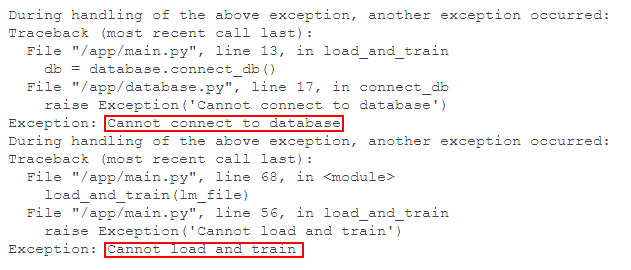 During handling of the above exception, another exception occurred:
Traceback (most recent call last):
  File "/app/main.py", line 13, in load_and_train
    db = database.connect_db()
  File "/app/database.py", line 17, in connect_db
    raise Exception('Cannot connect to database')
Exception: Cannot connect to database
During handling of the above exception, another exception occurred:
Traceback (most recent call last):
  File "/app/main.py", line 68, in <module>
    load_and_train(lm_file)
  File "/app/main.py", line 56, in load_and_train
    raise Exception('Cannot load and train')
Exception: Cannot load and train